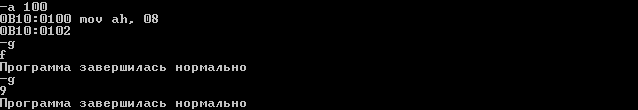 -a 100
0B10:0100 mov ah, 08
0B10:0102
-g
f
Программа завершилась нормально
-g
9
Программа завершилась нормально